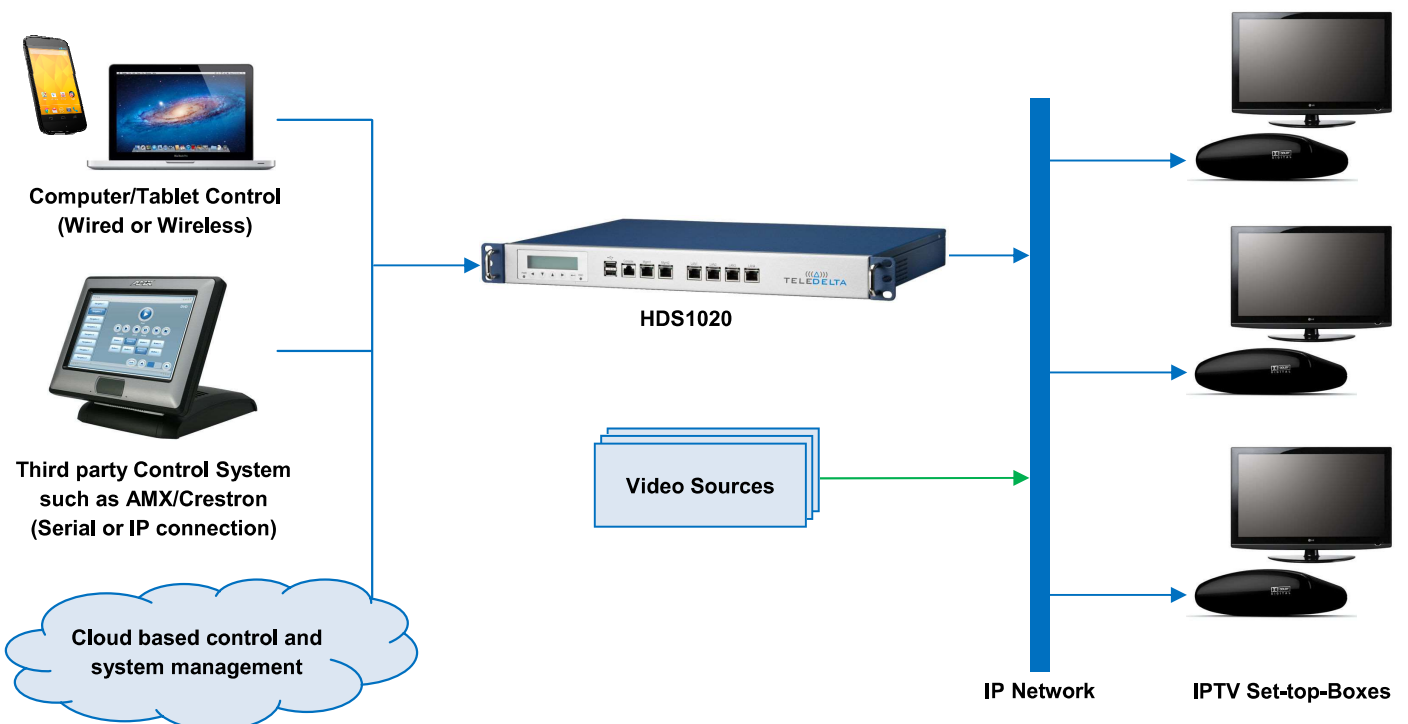 Computer/Tablet Control
(Wired or Wireless)
Third party Control System
such as AMX/Crestron
(Serial or IP connection)
Cloud based control and
system management
TELEDELTA
HDS1020
Video Sources
IP Network
IPTV Set-top-Boxes